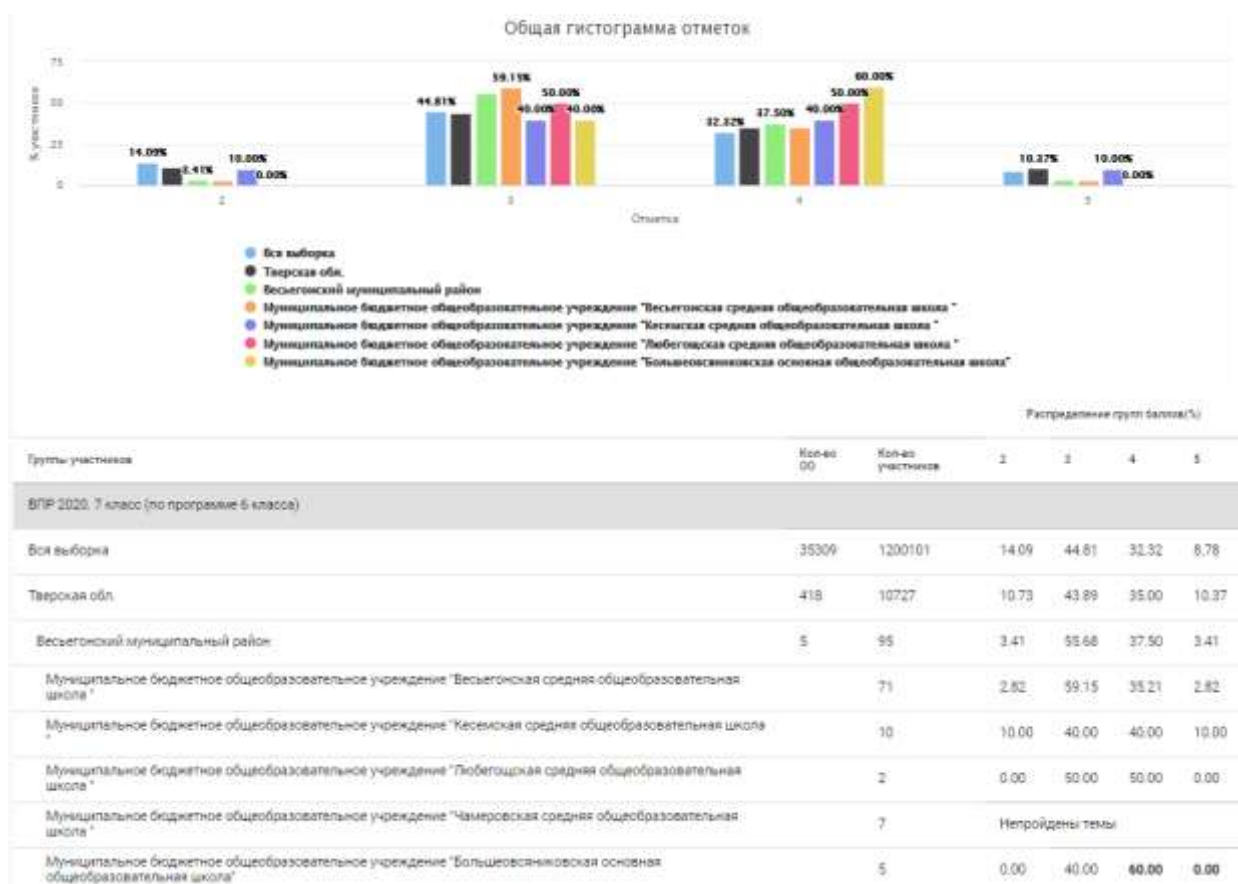 Общая гистограмма отметок
75
50
25
0
% участников
14.09%
3.41%
10.00%
0.00%
44.81%
59.15%
40.00%
50.00%
40.00%
32.32%
37.50%
40.00%
50.00%
60.00%
10.37%
10.00%
0.00%
2
3
4
5
Отметка
Вся выборка
Тверская обл.
Весьегонский муниципальный район
Муниципальное бюджетное общеобразовательное учреждение "Весьегонская средняя общеобразовательная школа "
Муниципальное бюджетное общеобразовательное учреждение "Кесемская средняя общеобразовательная школа "
Муниципальное бюджетное общеобразовательное учреждение "Любегощская средняя общеобразовательная школа "
Муниципальное бюджетное общеобразовательное учреждение "Большеовсяниковская основная общеобразовательная школа"
Распределение групп баллов(%)
Группы участников Кол-во ОО Кол-во участников 2 3 4 5
ВПР 2020. 7 класс (по программе 6 класса)
Вся выборка 35309 1200101 14.09 44.81 32.32 8.78
Тверская обл. 418 10727 10.73 43.89 35.00 10.37
Весьегонский муниципальный район 5 95 3.41 55.68 37.50 3.41
Муниципальное бюджетное общеобразовательное учреждение "Весьегонская средняя общеобразовательная
школа " 71 2.82 59.15 35.21 2.82
Муниципальное бюджетное общеобразовательное учреждение "Кесемская средняя общеобразовательная школа
" 10 10.00 40.00 40.00 10.00
Муниципальное бюджетное общеобразовательное учреждение "Любегощская средняя общеобразовательная
школа " 2 0.00 50.00 50.00 0.00
Муниципальное бюджетное общеобразовательное учреждение "Чамеровская средняя общеобразовательная
школа " 7 Непройдены темы
Муниципальное бюджетное общеобразовательное учреждение "Большеовсяниковская основная
общеобразовательная школа" 5 0.00 40.00 60.00 0.00